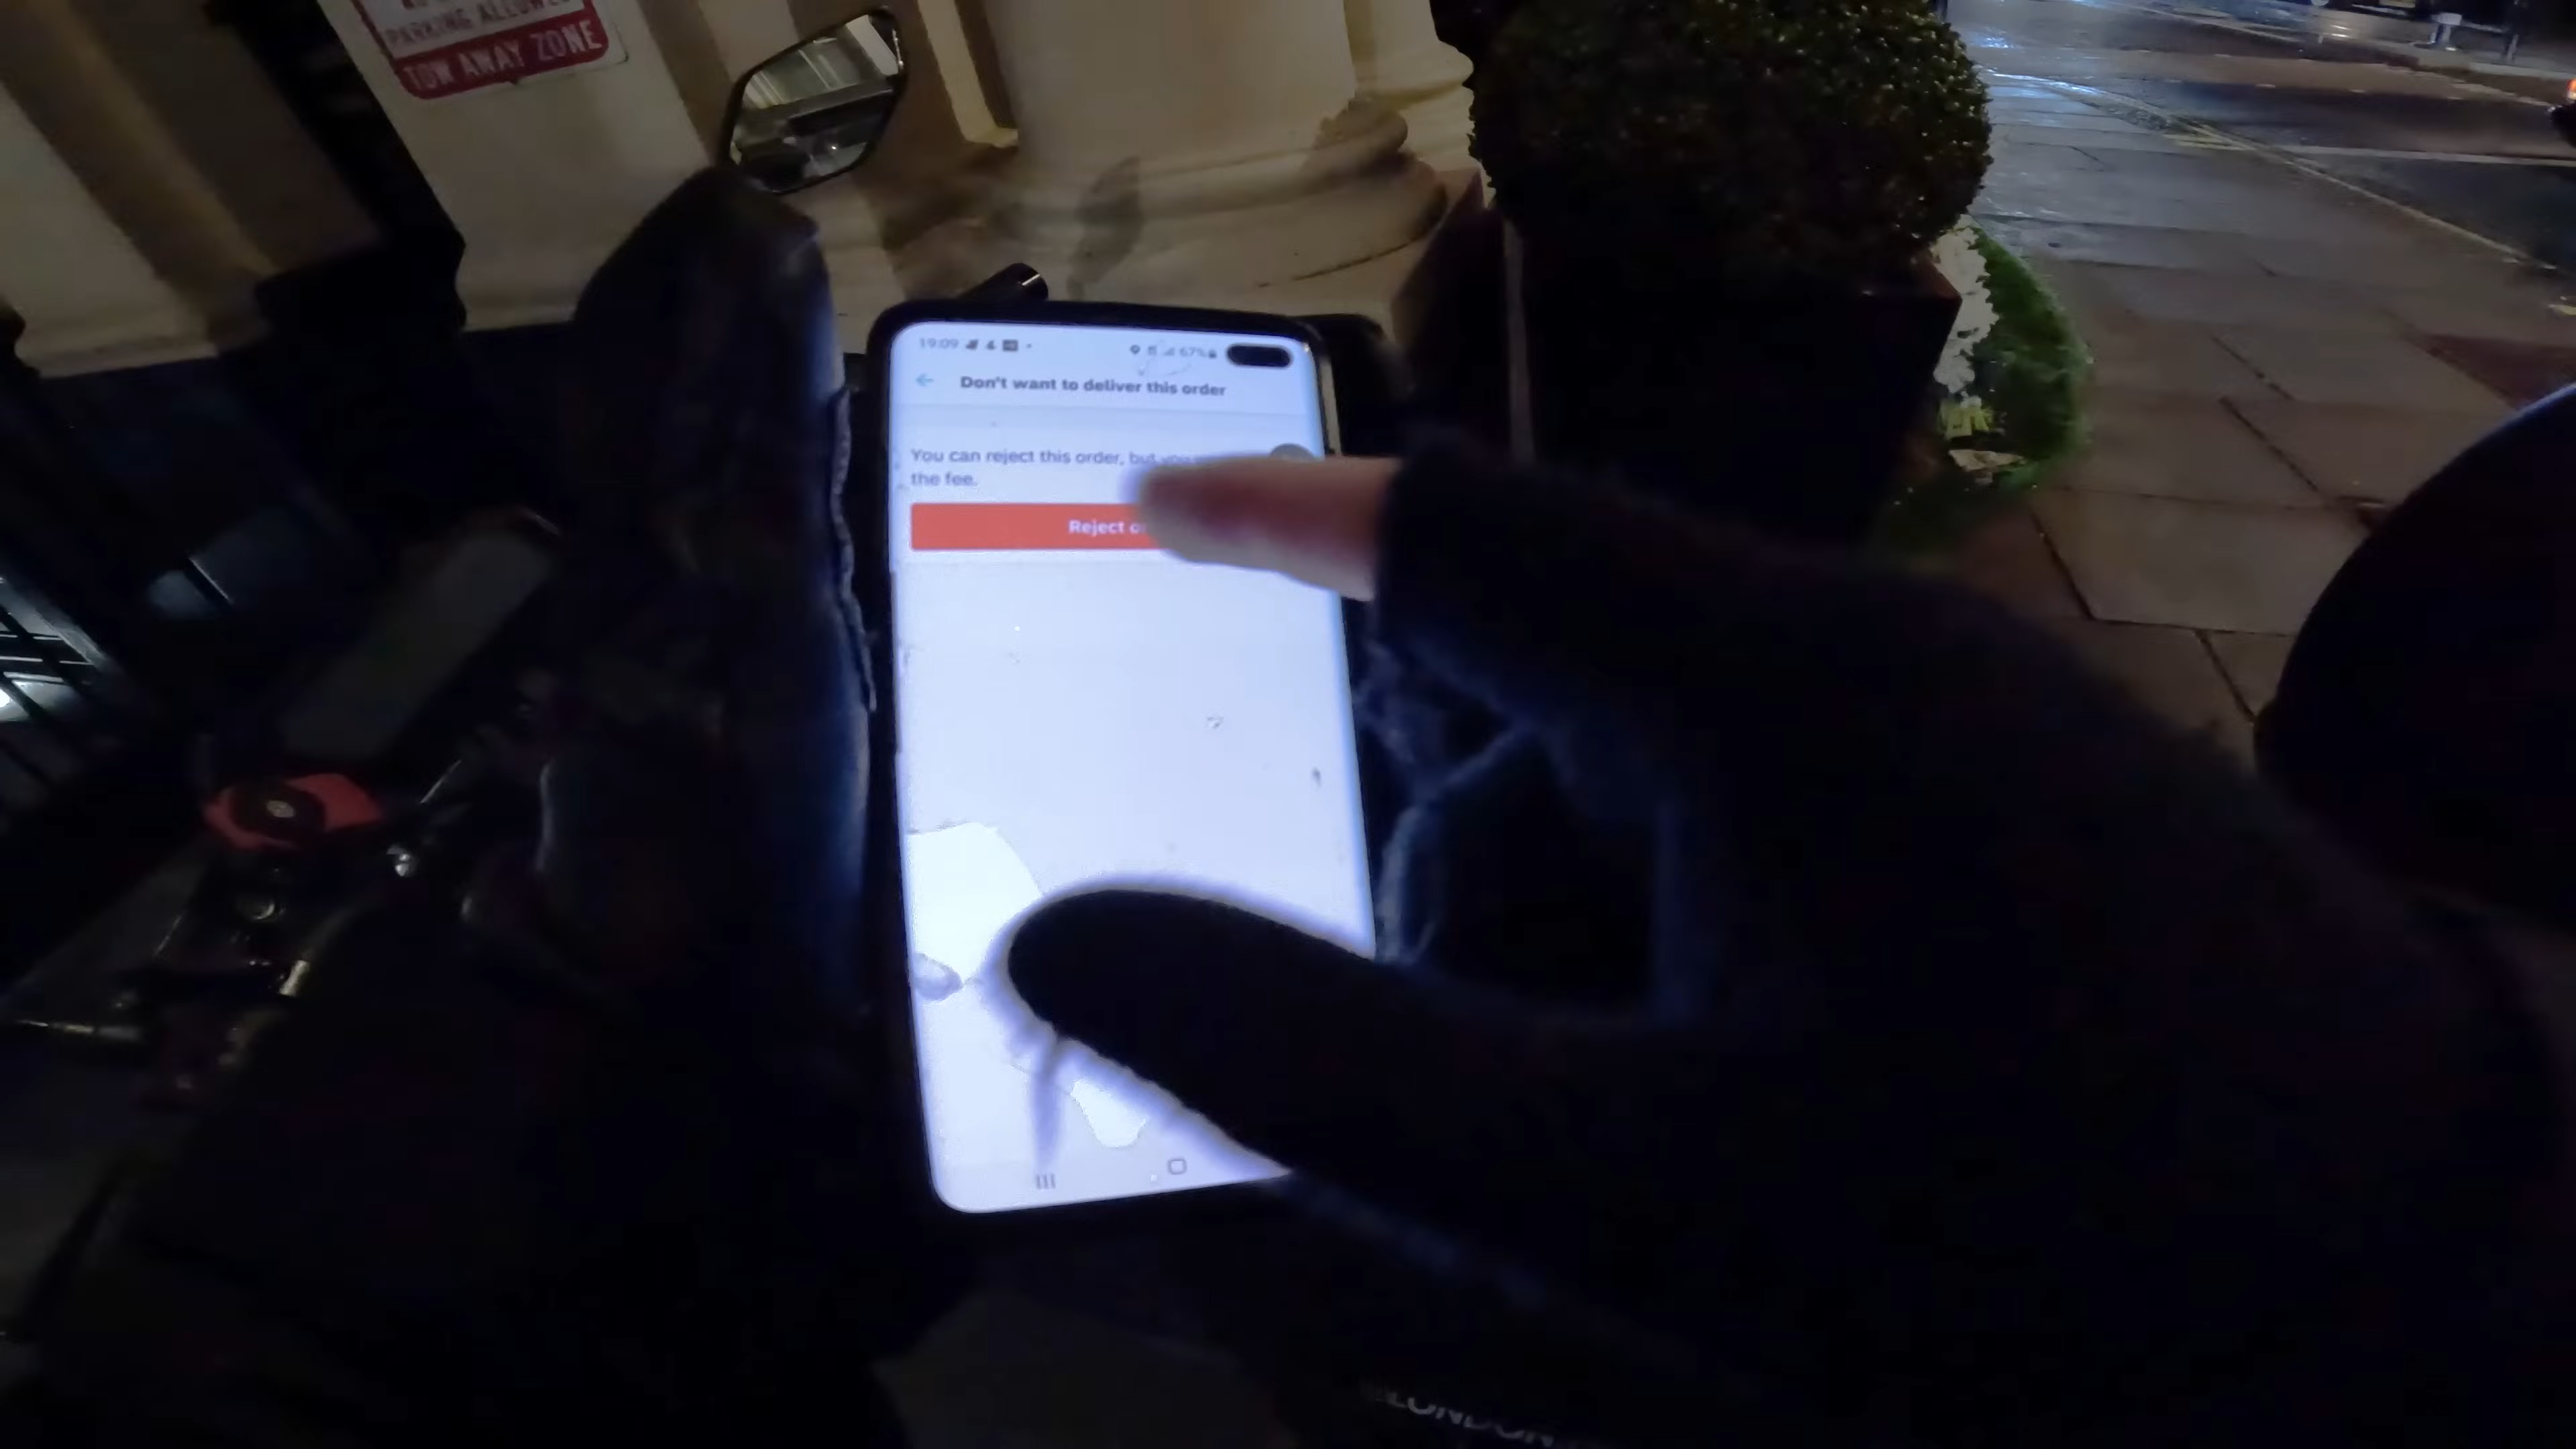 PARKING ALLOWED
TOW AWAY ZONE
19:09
67%
Don't want to deliver this order
You can reject this order, but
the fee.
Reject
LONDON